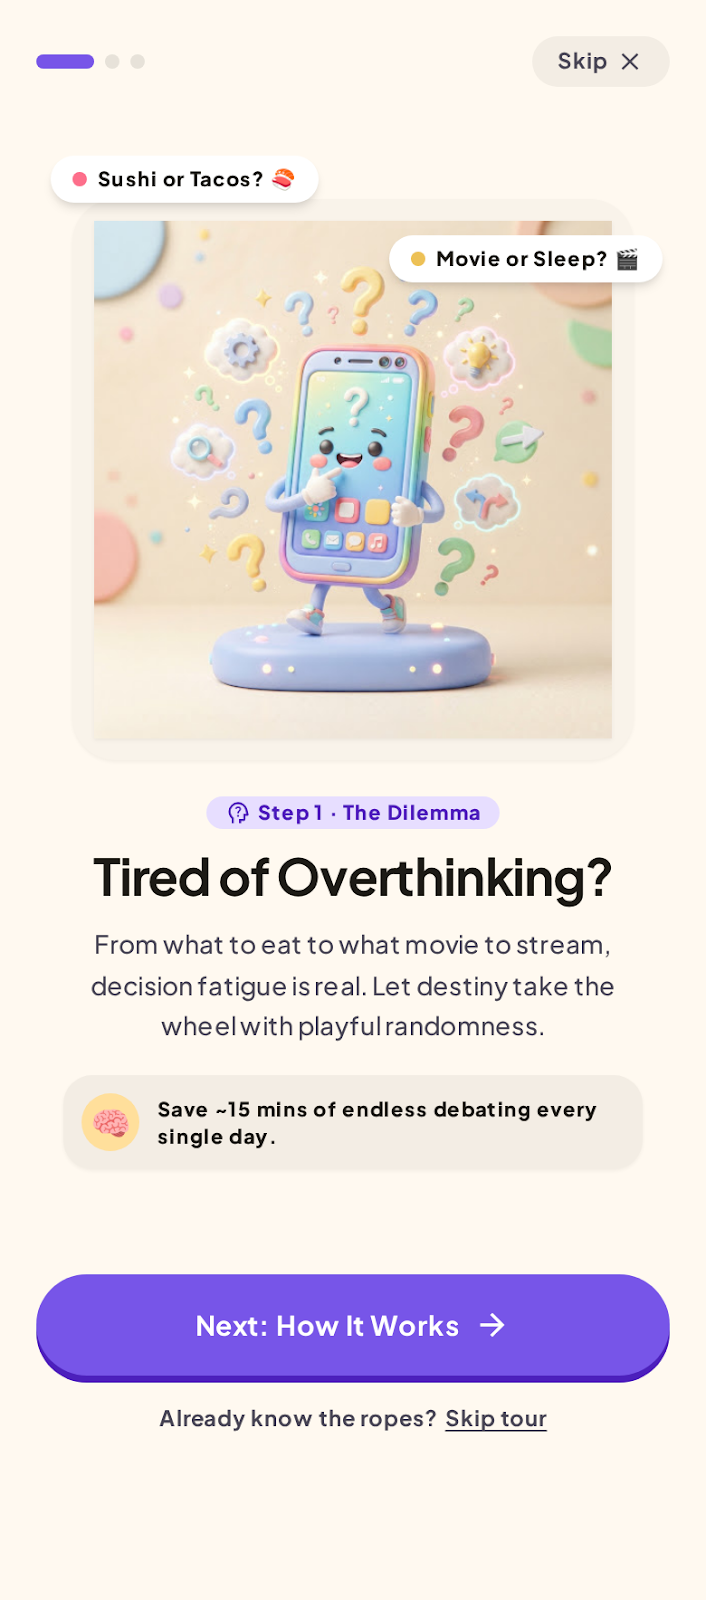 Skip
Sushi or Tacos? 🍣
Movie or Sleep? 🎬
?
Step 1 · The Dilemma
Tired of Overthinking?
From what to eat to what movie to stream,
decision fatigue is real. Let destiny take the
wheel with playful randomness.
Save ~15 mins of endless debating every
single day.
Next: How It Works →
Already know the ropes? Skip tour